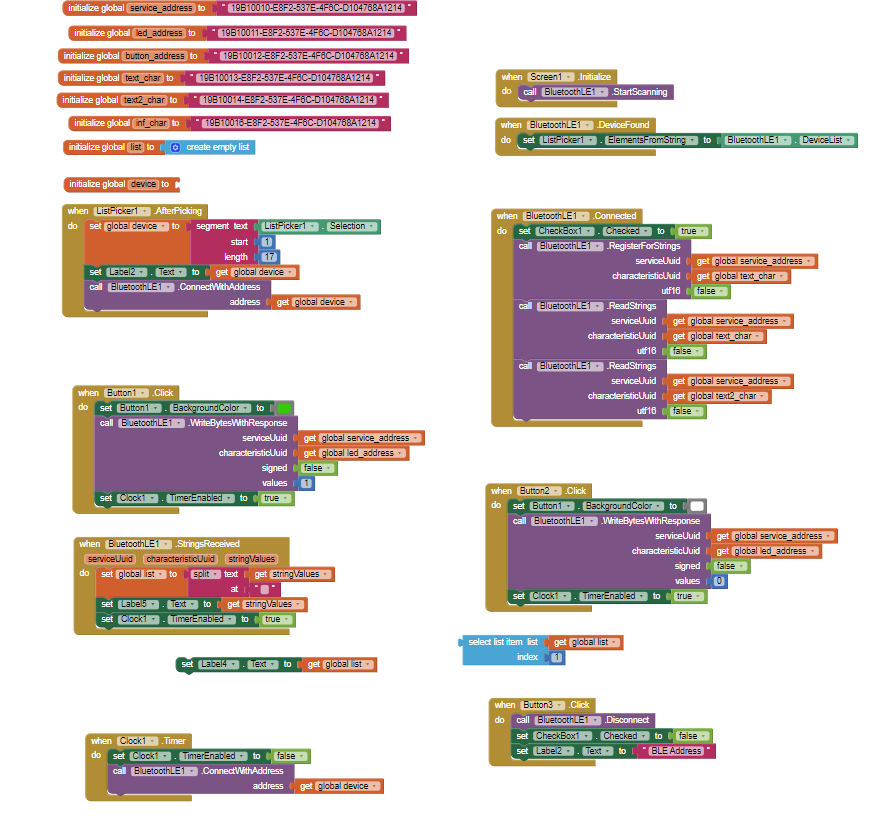 initialize global service_address to " 19B10010-E8F2-537E-4F6C-D104768A1214 "
initialize global led_address to " 19B10011-E8F2-537E-4F6C-D104768A1214 "
initialize global button_address to " 19B10012-E8F2-537E-4F6C-D104768A1214 "
initialize global text_char to " 19B10013-E8F2-537E-4F6C-D104768A1214 "
initialize global text2_char to " 19B10014-E8F2-537E-4F6C-D104768A1214 "
initialize global inf_char to " 19B10016-E8F2-537E-4F6C-D104768A1214 "
initialize global list to create empty list
initialize global device to
when ListPicker1 .AfterPicking
do set global device to segment text ListPicker1 . Selection
start 1
length 17
set Label2 . Text to get global device
call BluetoothLE1 .ConnectWithAddress
address get global device
when Button1 .Click
do set Button1 . BackgroundColor to
call BluetoothLE1 .WriteBytesWithResponse
serviceUuid get global service_address
characteristicUuid get global led_address
signed false
values 1
set Clock1 . TimerEnabled to true
when BluetoothLE1 .StringsReceived
serviceUuid characteristicUuid stringValues
do set global list to split text get stringValues
at " "
set Label5 . Text to get stringValues
set Clock1 . TimerEnabled to true
set Label4 . Text to get global list
when Clock1 .Timer
do set Clock1 . TimerEnabled to false
call BluetoothLE1 .ConnectWithAddress
address get global device
when Screen1 .Initialize
do call BluetoothLE1 .StartScanning
when BluetoothLE1 .DeviceFound
do set ListPicker1 . ElementsFromString to BluetoothLE1 . DeviceList
when BluetoothLE1 .Connected
do set CheckBox1 . Checked to true
call BluetoothLE1 .RegisterForStrings
serviceUuid get global service_address
characteristicUuid get global text_char
utf16 false
call BluetoothLE1 .ReadStrings
serviceUuid get global service_address
characteristicUuid get global text_char
utf16 false
call BluetoothLE1 .ReadStrings
serviceUuid get global service_address
characteristicUuid get global text2_char
utf16 false
when Button2 .Click
do set Button1 . BackgroundColor to
call BluetoothLE1 .WriteBytesWithResponse
serviceUuid get global service_address
characteristicUuid get global led_address
signed false
values 0
set Clock1 . TimerEnabled to true
select list item list get global list
index 1
when Button3 .Click
do call BluetoothLE1 .Disconnect
set CheckBox1 . Checked to false
set Label2 . Text to " BLE Address "